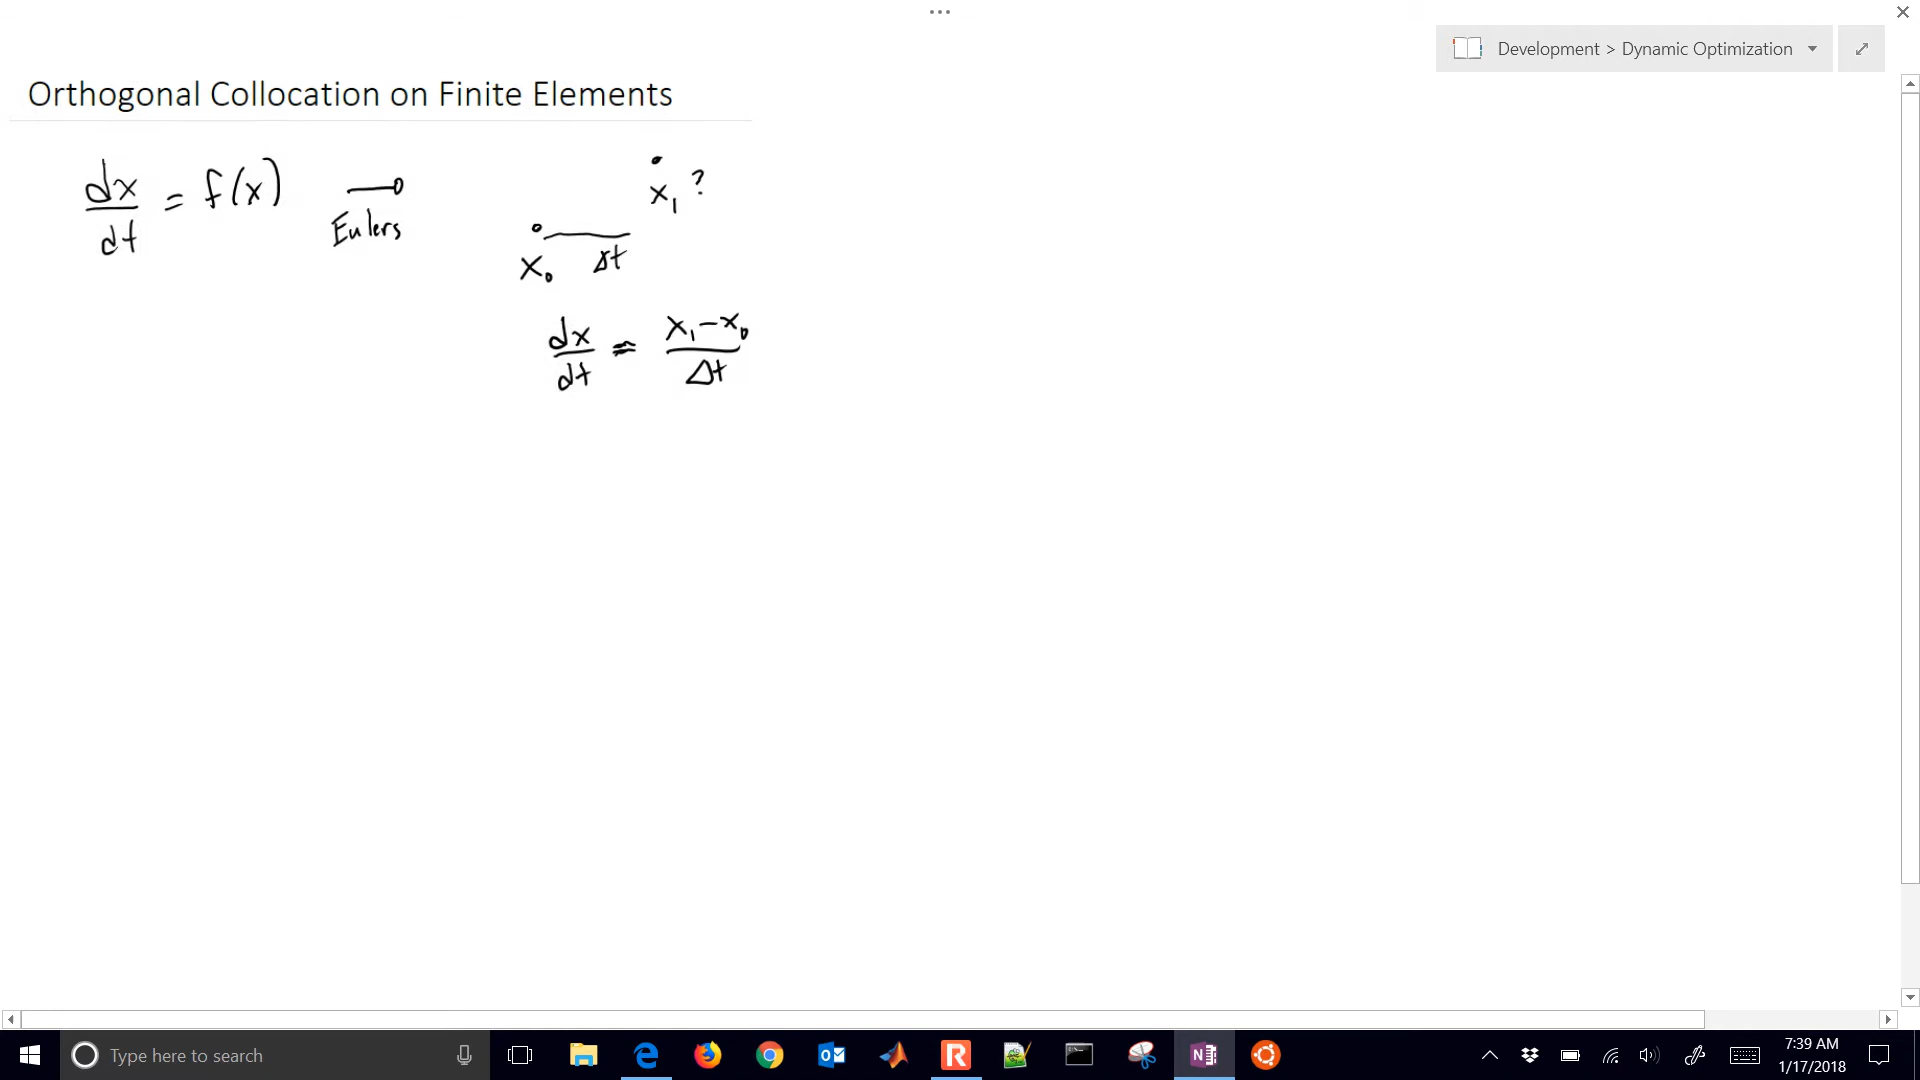 ...
Development > Dynamic Optimization
Orthogonal Collocation on Finite Elements
dx/dt = f(x)
Eulers
x₁ ?
x₀ Δt
dx/dt = (x₁ − x₀)/Δt
Type here to search
7:39 AM
1/17/2018